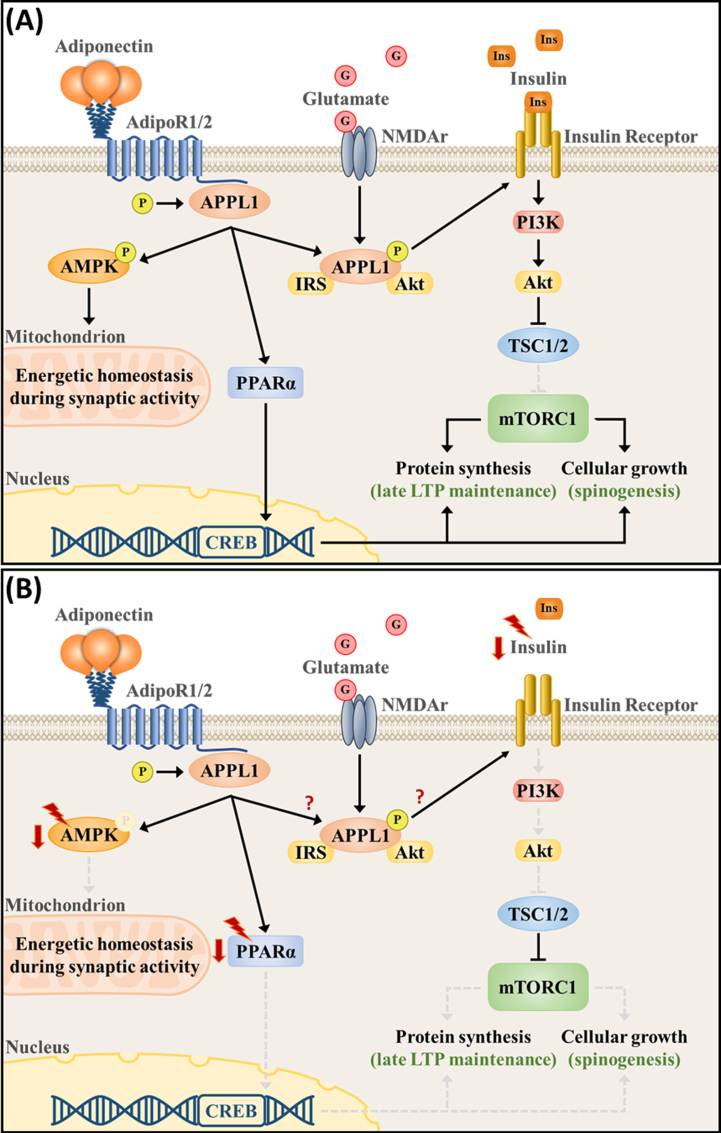 (A)
Adiponectin
Ins
Ins
G
G
Insulin
Glutamate
Ins
AdipoR1/2
G
NMDAr
Insulin Receptor
P
APPL1
PI3K
P
AMPK
P
APPL1
IRS
Akt
Akt
Mitochondrion
TSC1/2
Energetic homeostasis
during synaptic activity
PPARα
mTORC1
Protein synthesis
(late LTP maintenance)
Cellular growth
(spinogenesis)
Nucleus
CREB
(B)
Adiponectin
Ins
G
G
Insulin
Glutamate
AdipoR1/2
G
NMDAr
Insulin Receptor
P
APPL1
PI3K
?
?
P
AMPK
P
APPL1
IRS
Akt
Akt
Mitochondrion
TSC1/2
Energetic homeostasis
during synaptic activity
PPARα
mTORC1
Protein synthesis
(late LTP maintenance)
Cellular growth
(spinogenesis)
Nucleus
CREB